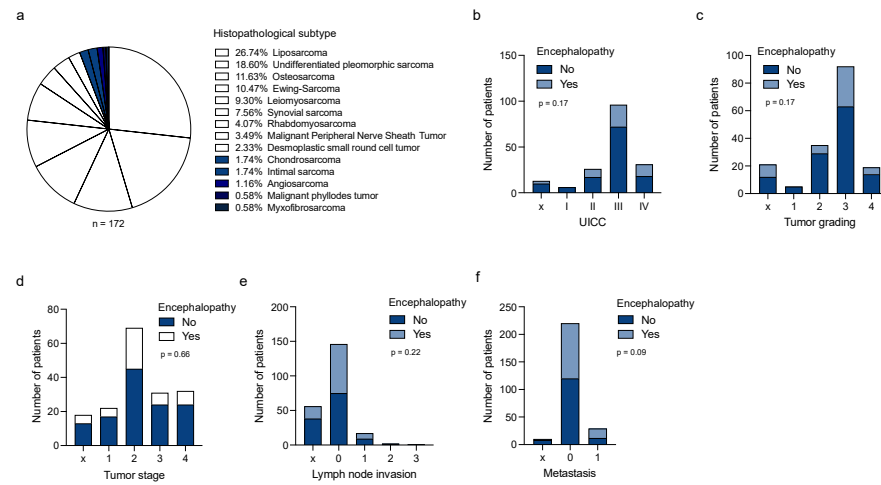 a
Histopathological subtype
26.74% Liposarcoma
18.60% Undifferentiated pleomorphic sarcoma
11.63% Osteosarcoma
10.47% Ewing-Sarcoma
9.30% Leiomyosarcoma
7.56% Synovial sarcoma
4.07% Rhabdomyosarcoma
3.49% Malignant Peripheral Nerve Sheath Tumor
2.33% Desmoplastic small round cell tumor
1.74% Chondrosarcoma
1.74% Intimal sarcoma
1.16% Angiosarcoma
0.58% Malignant phyllodes tumor
0.58% Myxofibrosarcoma
n = 172
b
Encephalopathy
No
Yes
p = 0.17
Number of patients
150
100
50
0
x I II III IV
UICC
c
Encephalopathy
No
Yes
p = 0.17
Number of patients
100
80
60
40
20
0
x 1 2 3 4
Tumor grading
d
Encephalopathy
No
Yes
p = 0.66
Number of patients
80
60
40
20
0
x 1 2 3 4
Tumor stage
e
Encephalopathy
No
Yes
p = 0.22
Number of patients
200
150
100
50
0
x 0 1 2 3
Lymph node invasion
f
Encephalopathy
No
Yes
p = 0.09
Number of patients
250
200
150
100
50
0
x 0 1
Metastasis